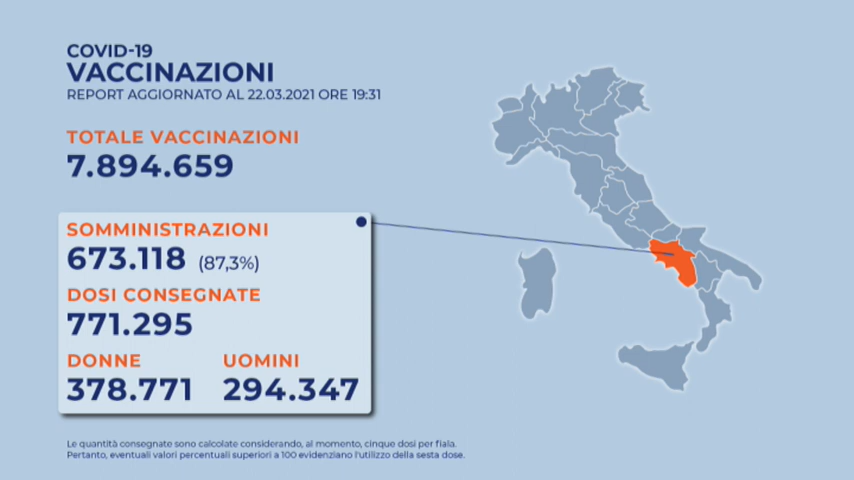 COVID-19
VACCINAZIONI
REPORT AGGIORNATO AL 22.03.2021 ORE 19:31
TOTALE VACCINAZIONI
7.894.659
SOMMINISTRAZIONI
673.118 (87,3%)
DOSI CONSEGNATE
771.295
DONNE UOMINI
378.771 294.347
Le quantità consegnate sono calcolate considerando, al momento, cinque dosi per fiala.
Pertanto, eventuali valori percentuali superiori a 100 evidenziano l'utilizzo della sesta dose.